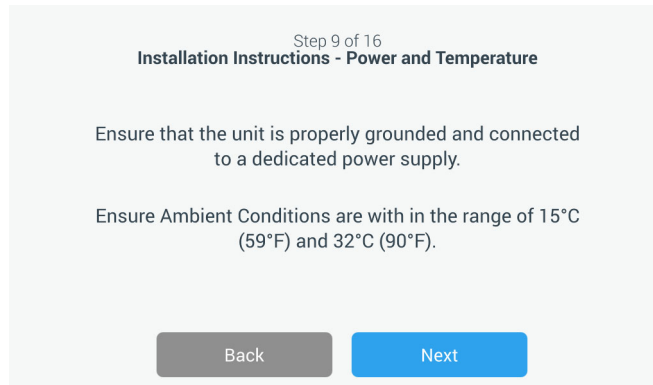 Step 9 of 16
Installation Instructions - Power and Temperature
Ensure that the unit is properly grounded and connected
to a dedicated power supply.
Ensure Ambient Conditions are with in the range of 15°C
(59°F) and 32°C (90°F).
Back
Next